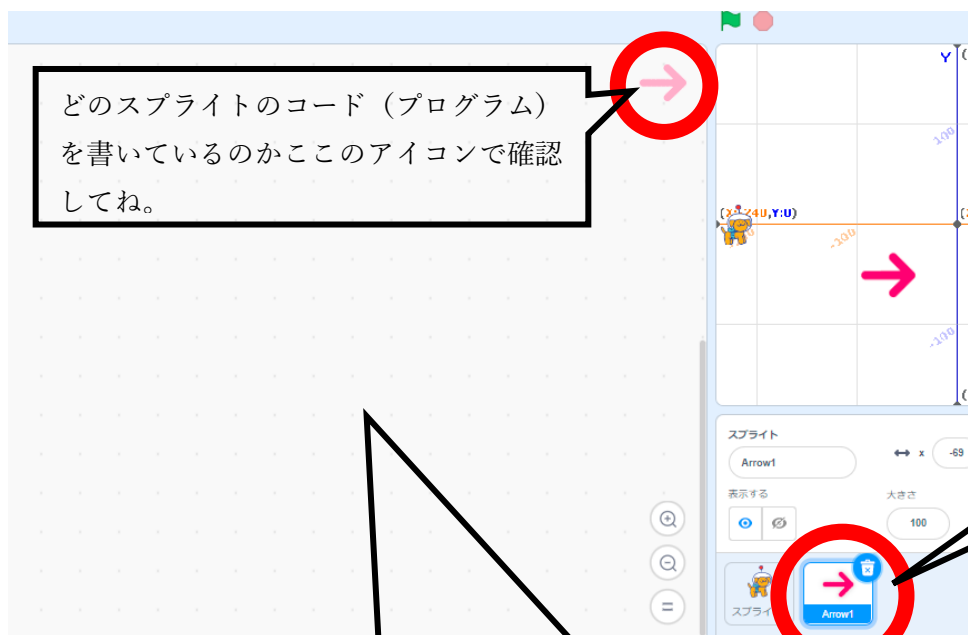 どのスプライトのコード（プログラム）
を書いているのかここのアイコンで確認
してね。
Y
100
,Y:0)
-200
-100
スプライト
Arrow1
x
-69
表示する
大きさ
100
スプライ
Arrow1